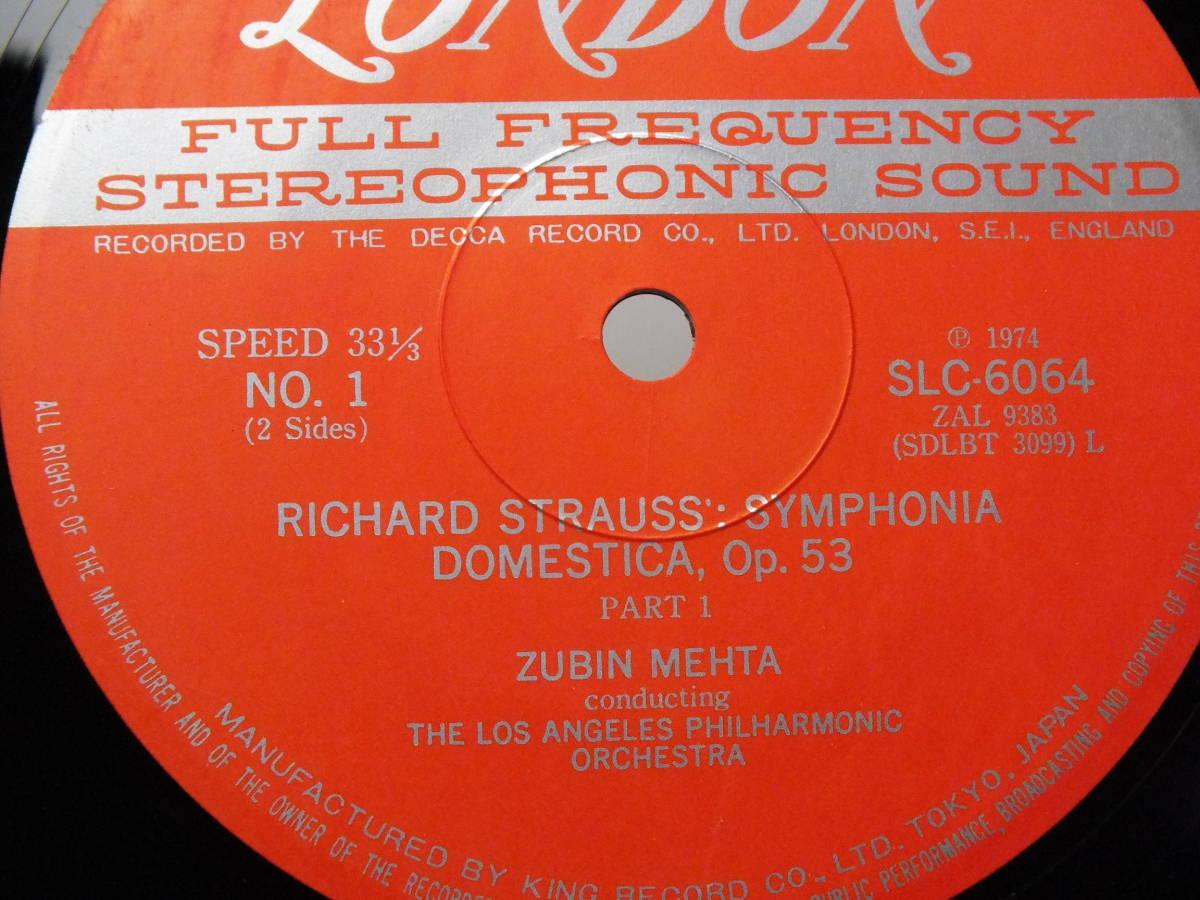 LONDON
FULL FREQUENCY
STEREOPHONIC SOUND
RECORDED BY THE DECCA RECORD CO., LTD. LONDON, S.E.I., ENGLAND
SPEED 33⅓
NO. 1
(2 Sides)
℗ 1974
SLC-6064
ZAL 9383
(SDLBT 3099) L
RICHARD STRAUSS': SYMPHONIA
DOMESTICA, Op. 53
PART 1
ZUBIN MEHTA
conducting
THE LOS ANGELES PHILHARMONIC
ORCHESTRA
MANUFACTURED BY KING RECORD CO., LTD. TOKYO. JAPAN
ALL RIGHTS OF THE MANUFACTURER AND OF THE OWNER OF THE
PUBLIC PERFORMANCE, BROADCASTING AND COPYING OF THIS